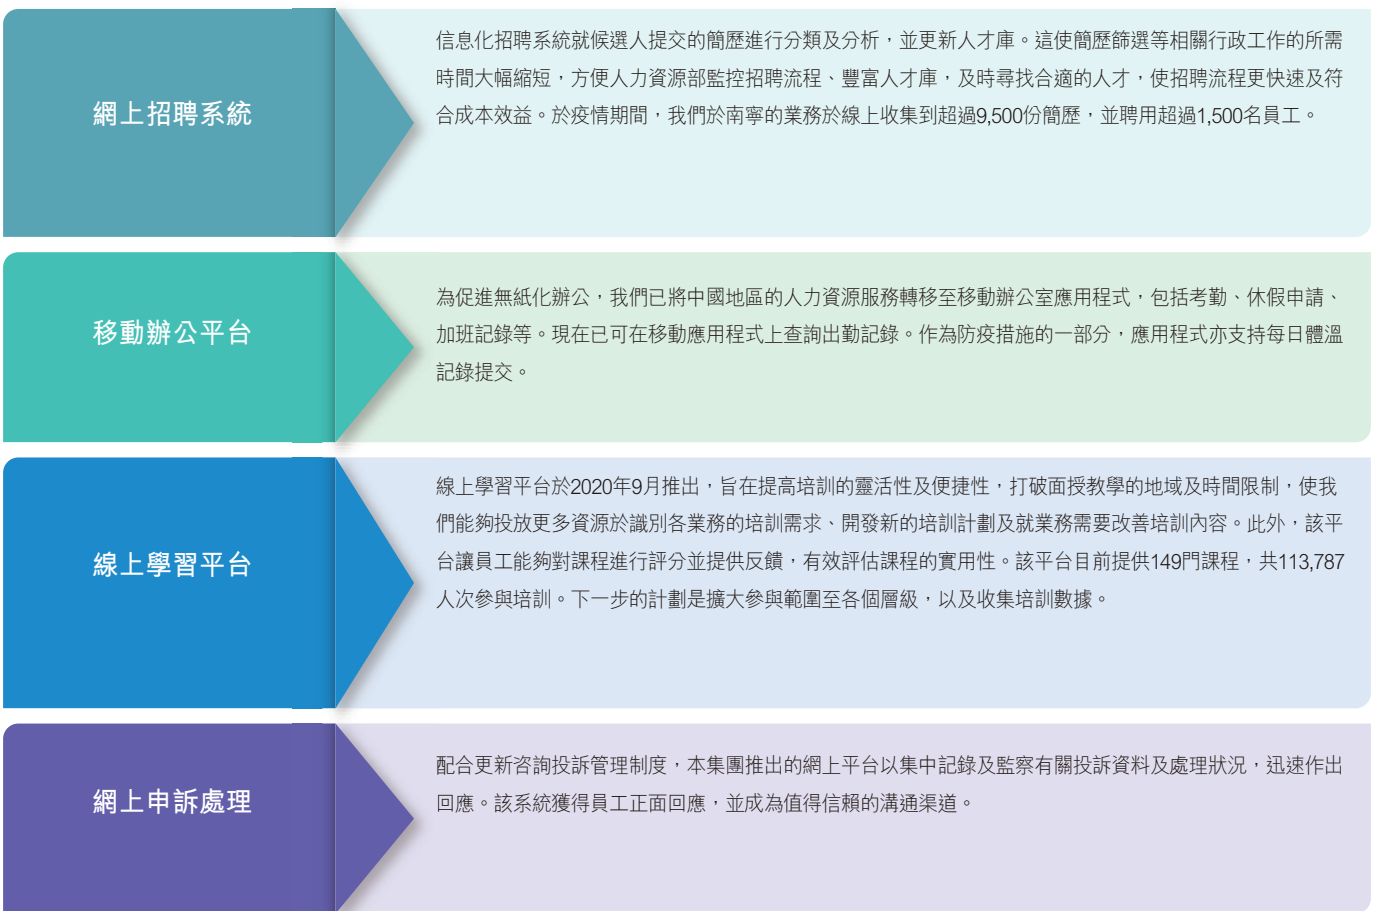 網上招聘系統
信息化招聘系統就候選人提交的簡歷進行分類及分析，並更新人才庫。這使簡歷篩選等相關行政工作的所需
時間大幅縮短，方便人力資源部監控招聘流程、豐富人才庫，及時尋找合適的人才，使招聘流程更快速及符
合成本效益。於疫情期間，我們於南寧的業務於線上收集到超過9,500份簡歷，並聘用超過1,500名員工。
移動辦公平台
為促進無紙化辦公，我們已將中國地區的人力資源服務轉移至移動辦公室應用程式，包括考勤、休假申請、
加班記錄等。現在已可在移動應用程式上查詢出勤記錄。作為防疫措施的一部分，應用程式亦支持每日體溫
記錄提交。
線上學習平台
線上學習平台於2020年9月推出，旨在提高培訓的靈活性及便捷性，打破面授教學的地域及時間限制，使我
們能夠投放更多資源於識別各業務的培訓需求、開發新的培訓計劃及就業務需要改善培訓內容。此外，該平
台讓員工能夠對課程進行評分並提供反饋，有效評估課程的實用性。該平台目前提供149門課程，共113,787
人次參與培訓。下一步的計劃是擴大參與範圍至各個層級，以及收集培訓數據。
網上申訴處理
配合更新咨詢投訴管理制度，本集團推出的網上平台以集中記錄及監察有關投訴資料及處理狀況，迅速作出
回應。該系統獲得員工正面回應，並成為值得信賴的溝通渠道。